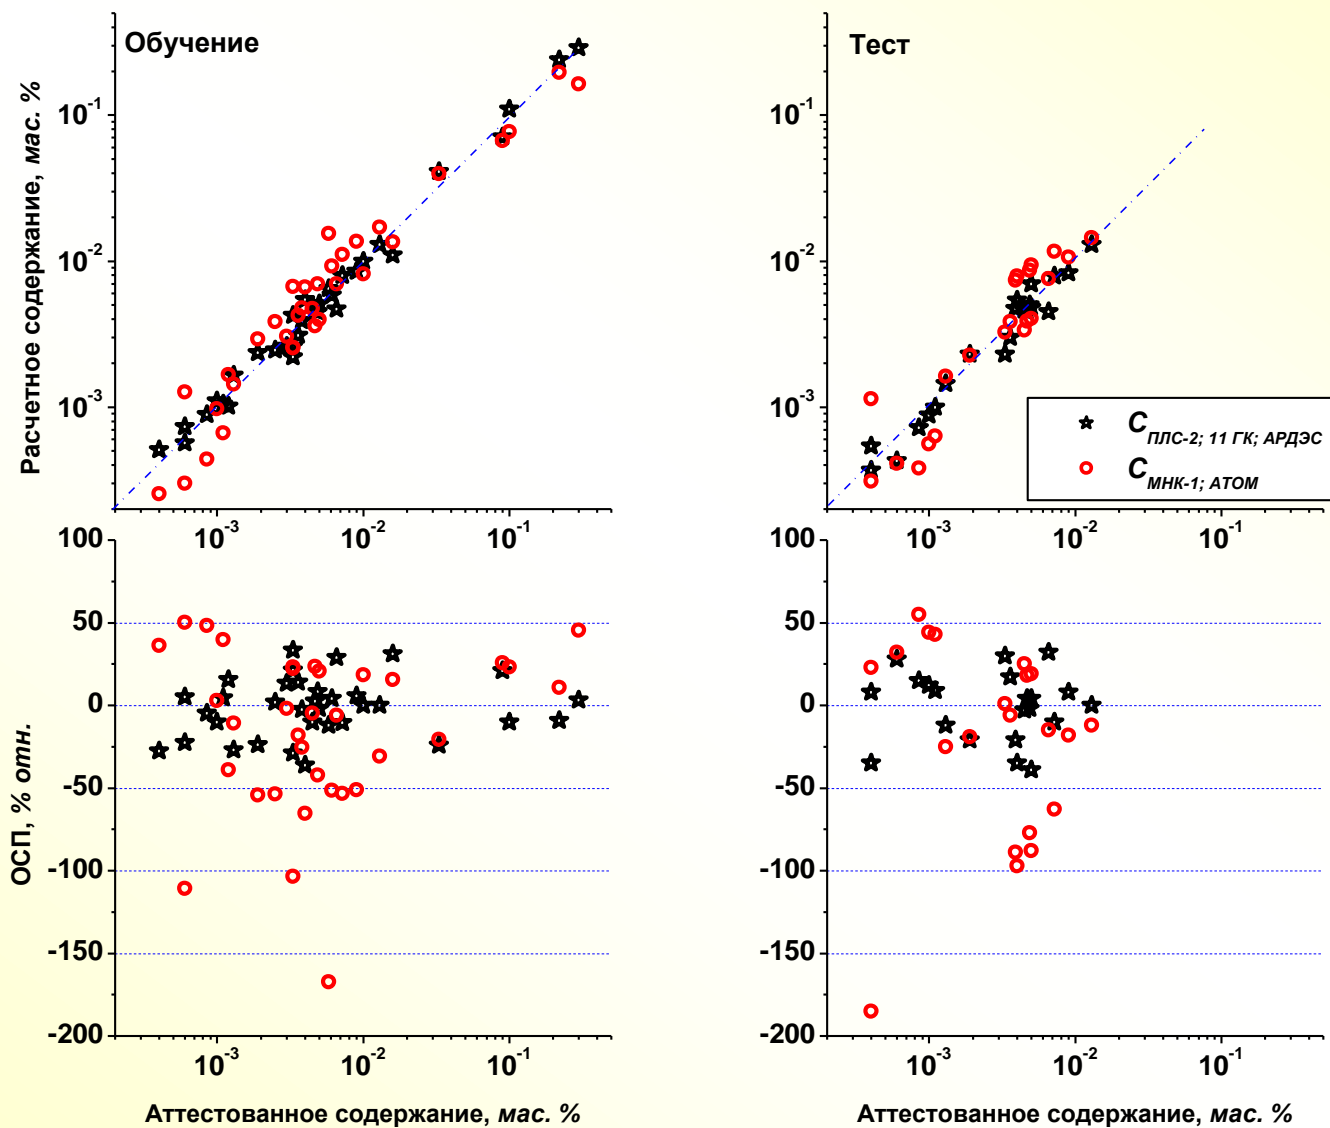 Обучение
Тест
Расчетное содержание, мас. %
10-1
10-2
10-3
10-1
10-2
10-3
C ПЛС-2; 11 ГК; АРДЭС
C МНК-1; АТОМ
10-3 10-2 10-1
10-3 10-2 10-1
ОСП, % отн.
100
50
0
-50
-100
-150
-200
100
50
0
-50
-100
-150
-200
10-3 10-2 10-1
10-3 10-2 10-1
Аттестованное содержание, мас. %
Аттестованное содержание, мас. %